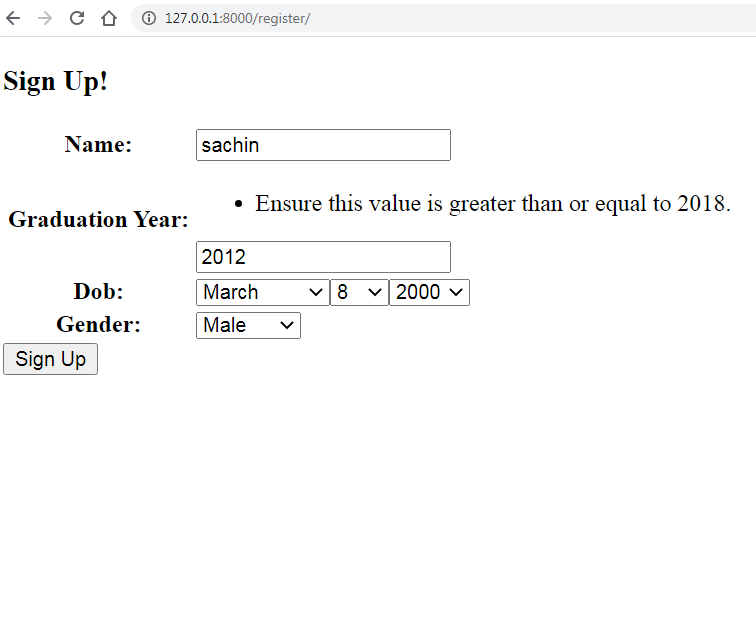 127.0.0.1:8000/register/
Sign Up!
Name: sachin
• Ensure this value is greater than or equal to 2018.
Graduation Year:
2012
Dob: March 8 2000
Gender: Male
Sign Up